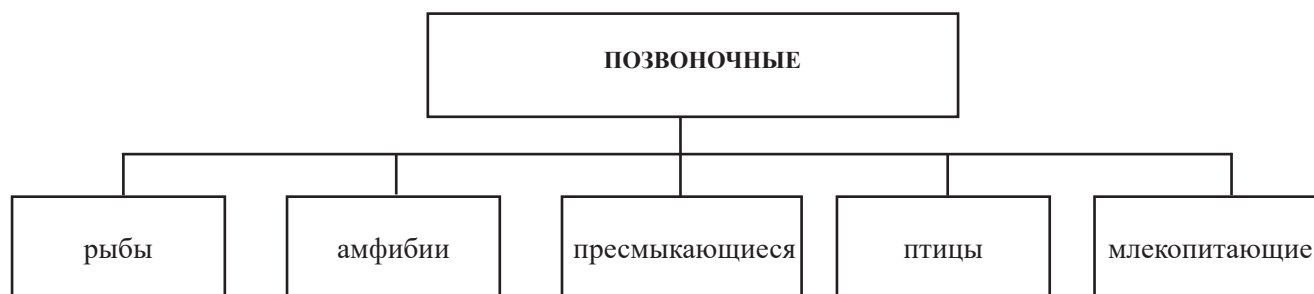 ПОЗВОНОЧНЫЕ
рыбы
амфибии
пресмыкающиеся
птицы
млекопитающие